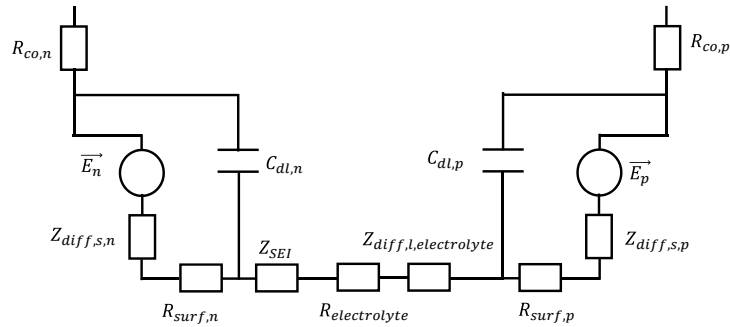 R_{co,n}
R_{co,p}
\overrightarrow{E_n}
C_{dl,n}
C_{dl,p}
\overrightarrow{E_p}
Z_{diff,s,n}
Z_{SEI}
Z_{diff,l,electrolyte}
Z_{diff,s,p}
R_{surf,n}
R_{electrolyte}
R_{surf,p}